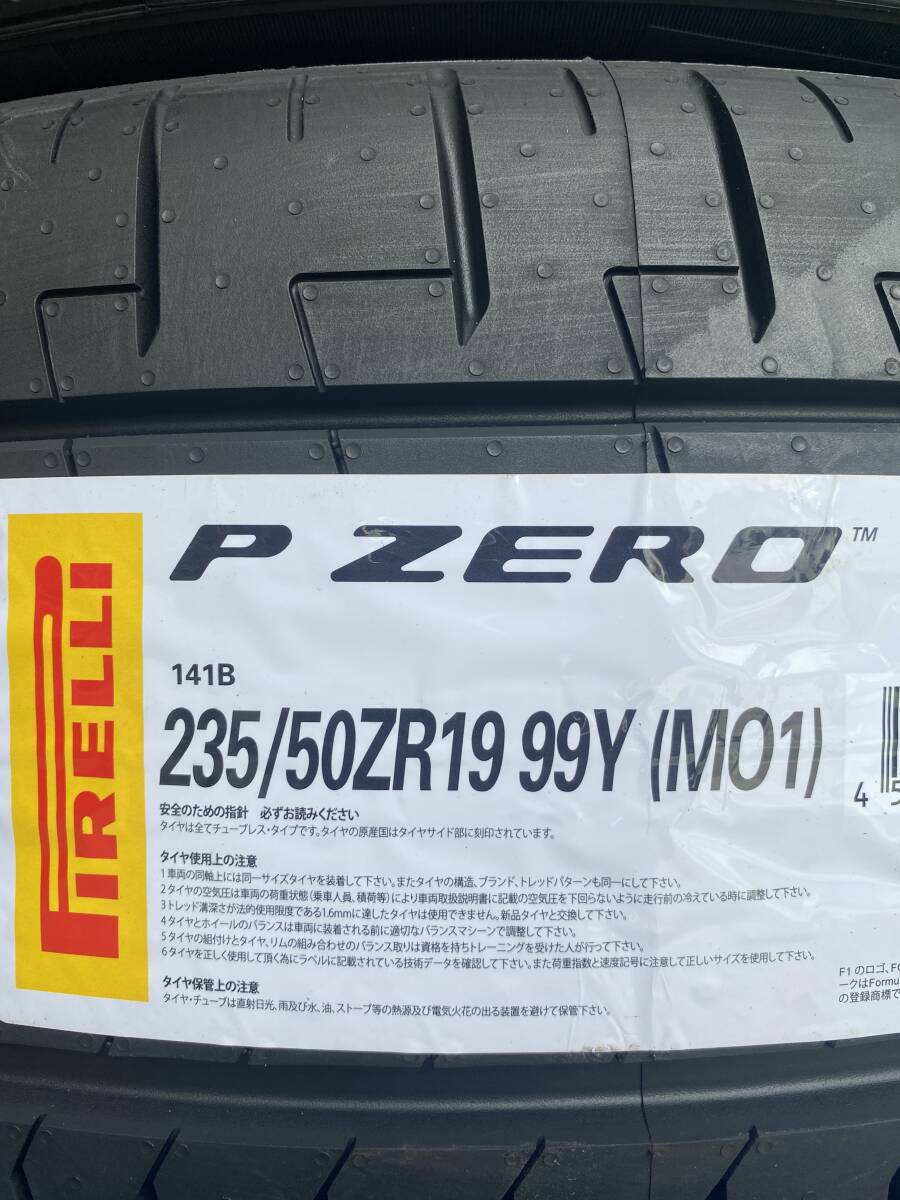 PIRELLI
P ZERO™
141B
235/50ZR19 99Y (MO1)
安全のための指針 必ずお読みください
タイヤは全てチューブレス・タイプです。タイヤの原産国はタイヤサイド部に刻印されています。
タイヤ使用上の注意
1 車両の同軸上には同一サイズタイヤを装着して下さい。またタイヤの構造、ブランド、トレッドパターンも同一にして下さい。
2 タイヤの空気圧は車両の荷重状態(乗車人員、積荷等)により車両取扱説明書に記載の空気圧を下回らないように走行前の冷えている時に調整して下さい。
3 トレッド溝深さが法的使用限度である1.6mmに達したタイヤは使用できません。新品タイヤと交換して下さい。
4 タイヤとホイールのバランスは車両に装着される前に適切なバランスマシーンで調整して下さい。
5 タイヤの組付けとタイヤ、リムの組み合わせのバランス取りは資格を持ちトレーニングを受けた人が行って下さい。
6 タイヤを正しく使用して頂く為にラベルに記載されている技術データを確認して下さい。また荷重指数と速度記号に注意して正しいサイズを使用して下さい。
タイヤ保管上の注意
タイヤ・チューブは直射日光、雨及び水、油、ストーブ等の熱源及び電気火花の出る装置を避けて保管下さい。
4 5
F1 のロゴ、FO
ークはFormu
の登録商標で